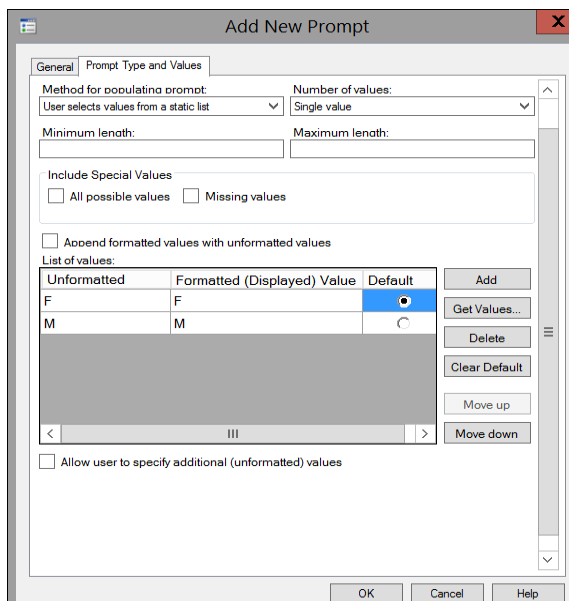 Add New Prompt
General Prompt Type and Values
Method for populating prompt: Number of values:
User selects values from a static list Single value
Minimum length: Maximum length:
Include Special Values
All possible values Missing values
Append formatted values with unformatted values
List of values:
Unformatted Formatted (Displayed) Value Default Add
F F Get Values...
M M Delete
Clear Default
Move up
Move down
Allow user to specify additional (unformatted) values
OK Cancel Help